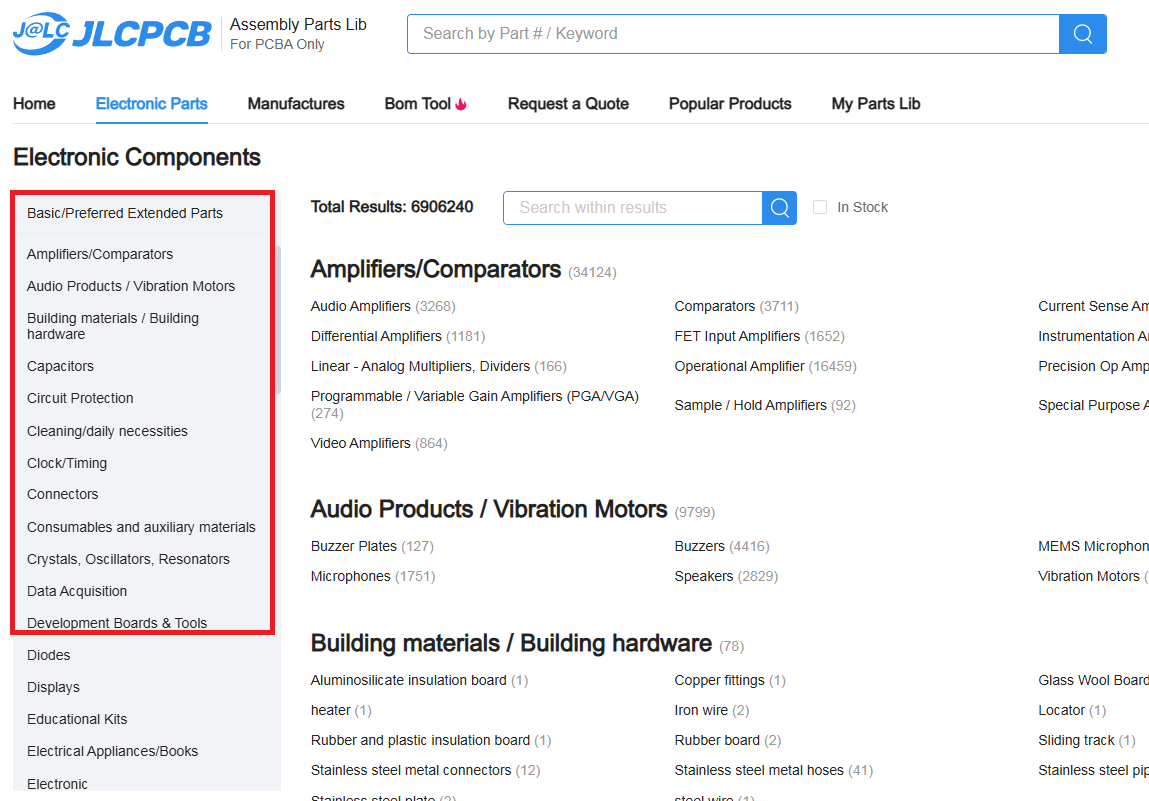 J@LC JLCPCB
Assembly Parts Lib
For PCBA Only
Search by Part # / Keyword
Home Electronic Parts Manufactures Bom Tool Request a Quote Popular Products My Parts Lib
Electronic Components
Basic/Preferred Extended Parts
Amplifiers/Comparators
Audio Products / Vibration Motors
Building materials / Building
hardware
Capacitors
Circuit Protection
Cleaning/daily necessities
Clock/Timing
Connectors
Consumables and auxiliary materials
Crystals, Oscillators, Resonators
Data Acquisition
Development Boards & Tools
Diodes
Displays
Educational Kits
Electrical Appliances/Books
Electronic
Total Results: 6906240
Search within results
In Stock
Amplifiers/Comparators (34124)
Audio Amplifiers (3268) Comparators (3711) Current Sense Am
Differential Amplifiers (1181) FET Input Amplifiers (1652) Instrumentation A
Linear - Analog Multipliers, Dividers (166) Operational Amplifier (16459) Precision Op Amp
Programmable / Variable Gain Amplifiers (PGA/VGA)
(274)
Sample / Hold Amplifiers (92) Special Purpose A
Video Amplifiers (864)
Audio Products / Vibration Motors (9799)
Buzzer Plates (127) Buzzers (4416) MEMS Microphon
Microphones (1751) Speakers (2829) Vibration Motors (
Building materials / Building hardware (78)
Aluminosilicate insulation board (1) Copper fittings (1) Glass Wool Board
heater (1) Iron wire (2) Locator (1)
Rubber and plastic insulation board (1) Rubber board (2) Sliding track (1)
Stainless steel metal connectors (12) Stainless steel metal hoses (41) Stainless steel pip
Stainless steel plate (2) steel wire (1)